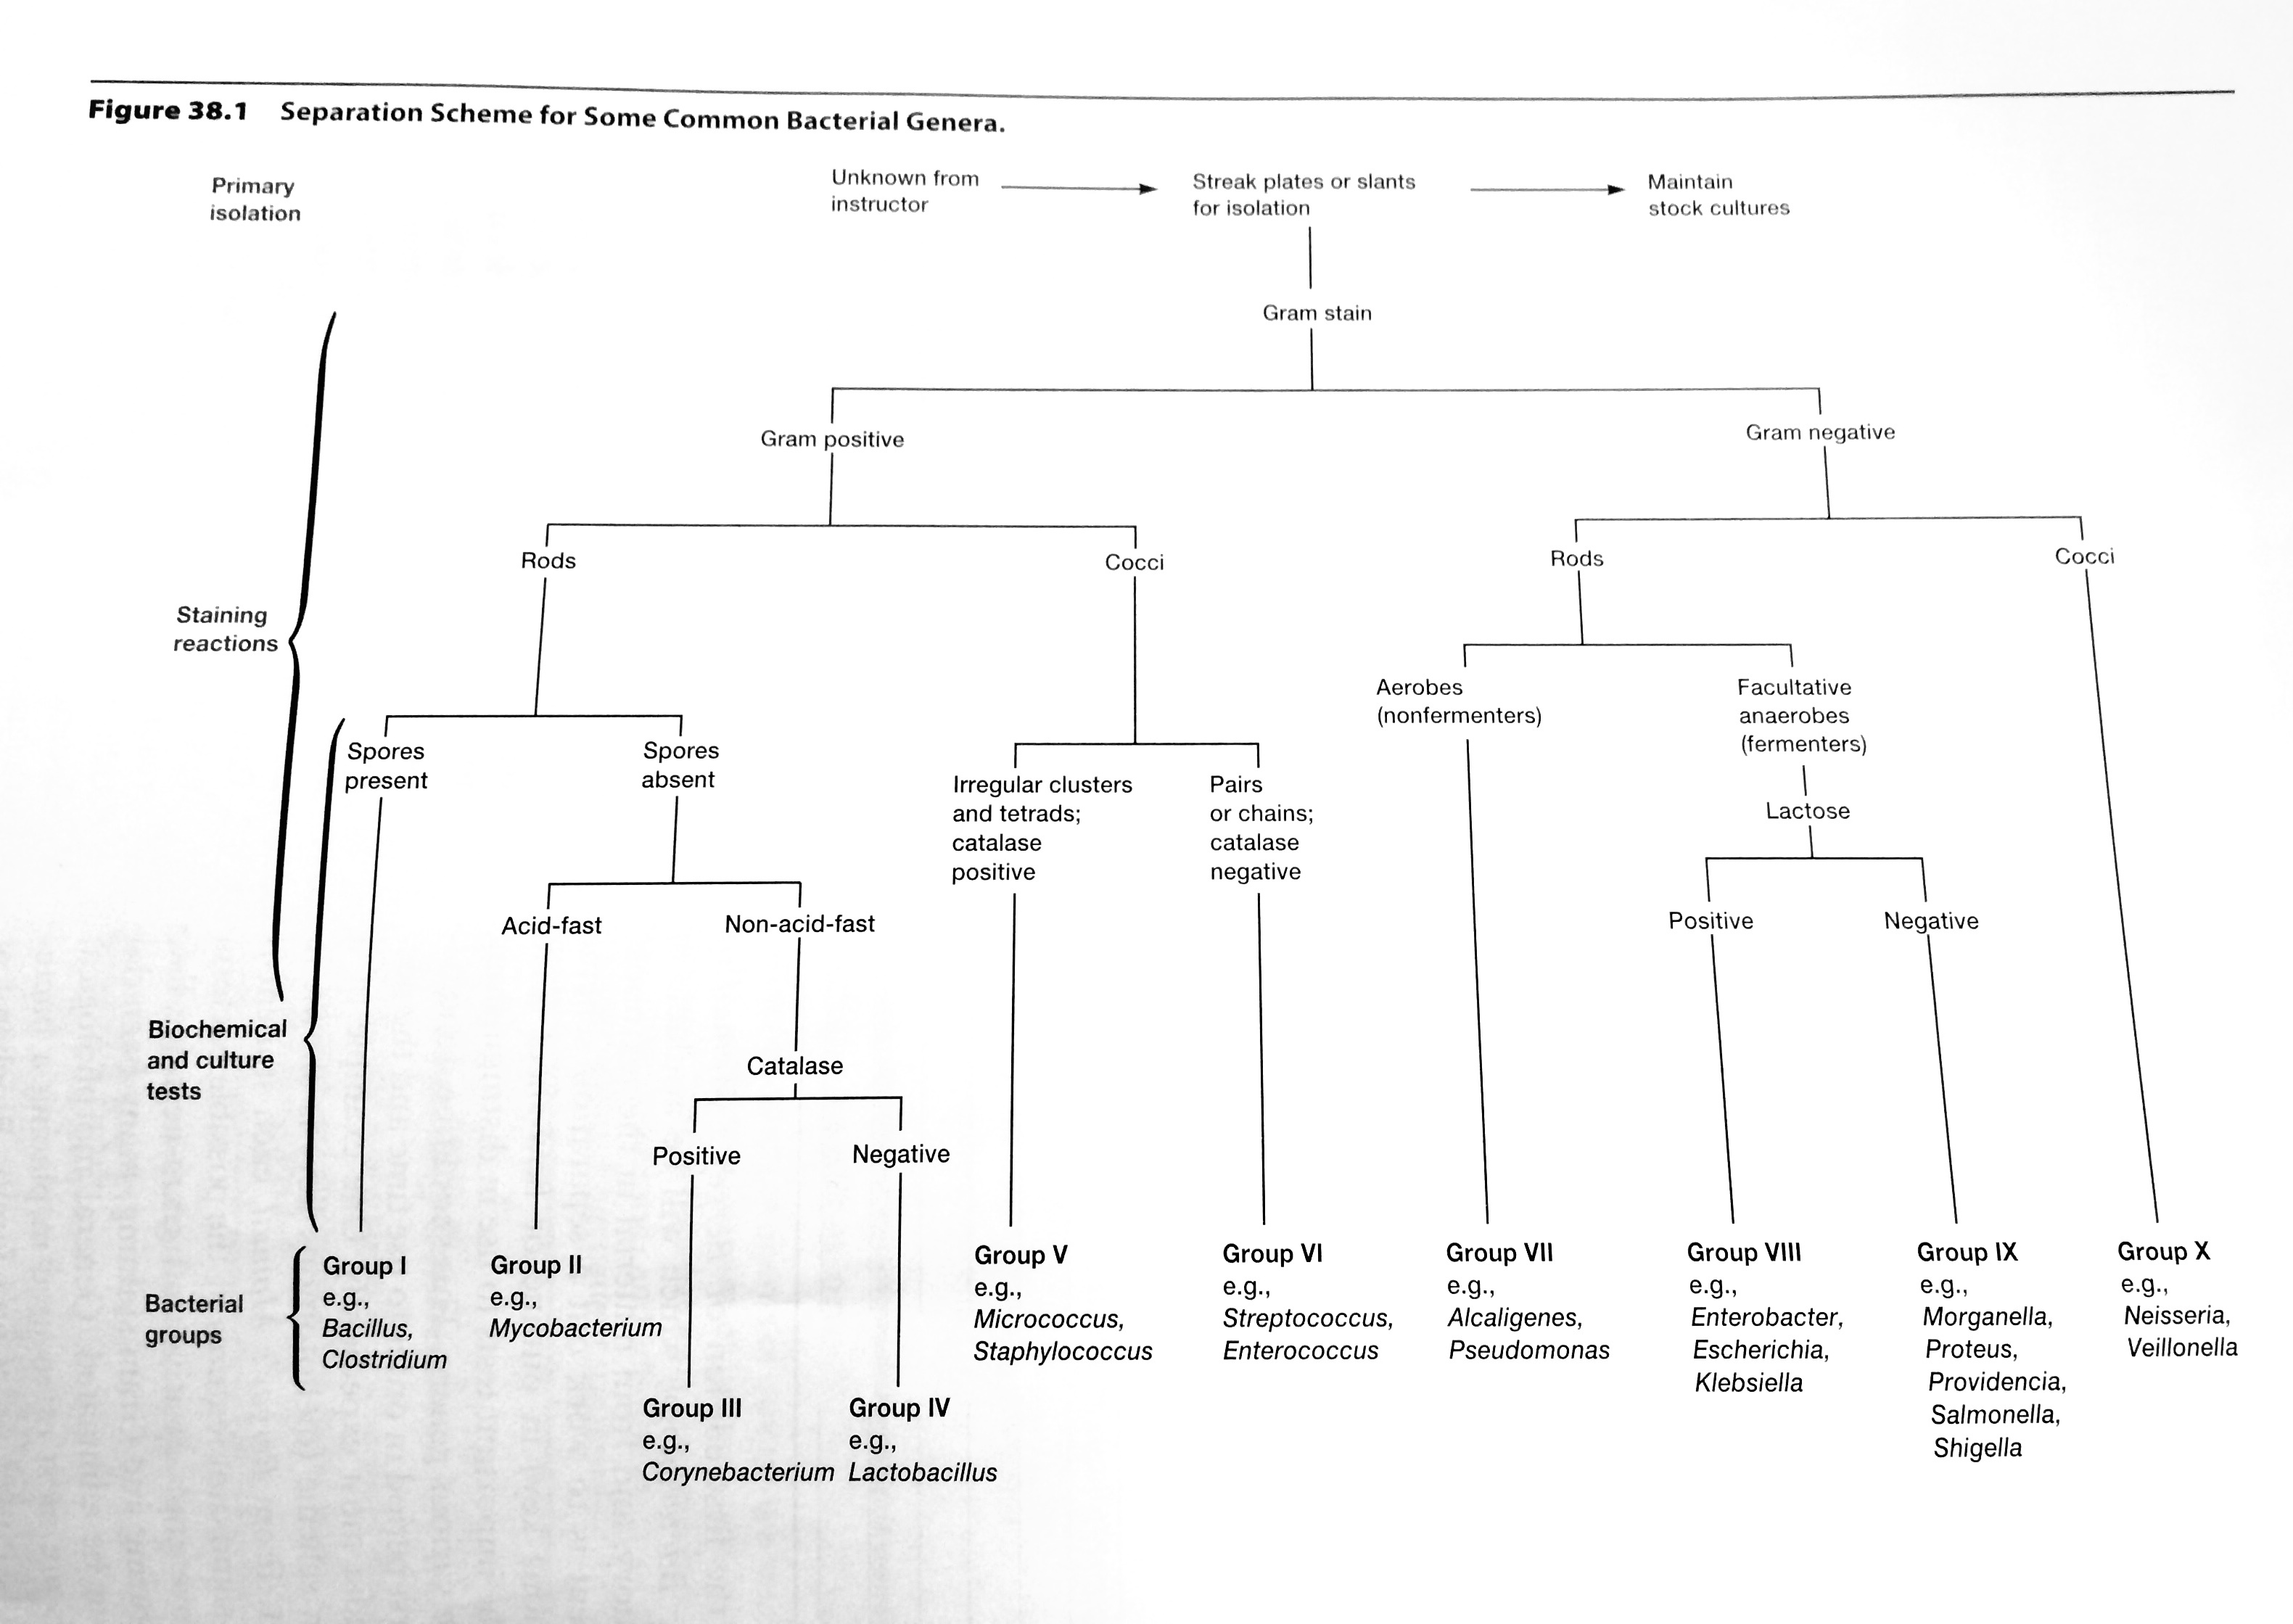 Figure 38.1 Separation Scheme for Some Common Bacterial Genera.
Primary
isolation
Unknown from
instructor
Streak plates or slants
for isolation
Maintain
stock cultures
Gram stain
Gram positive
Gram negative
Rods
Cocci
Rods
Cocci
Staining
reactions
Aerobes
(nonfermenters)
Facultative
anaerobes
(fermenters)
Spores
present
Spores
absent
Irregular clusters
and tetrads;
catalase
positive
Pairs
or chains;
catalase
negative
Lactose
Acid-fast
Non-acid-fast
Positive
Negative
Biochemical
and culture
tests
Catalase
Positive
Negative
Bacterial
groups
Group I
e.g.,
Bacillus,
Clostridium
Group II
e.g.,
Mycobacterium
Group III
e.g.,
Corynebacterium
Group IV
e.g.,
Lactobacillus
Group V
e.g.,
Micrococcus,
Staphylococcus
Group VI
e.g.,
Streptococcus,
Enterococcus
Group VII
e.g.,
Alcaligenes,
Pseudomonas
Group VIII
e.g.,
Enterobacter,
Escherichia,
Klebsiella
Group IX
e.g.,
Morganella,
Proteus,
Providencia,
Salmonella,
Shigella
Group X
e.g.,
Neisseria,
Veillonella